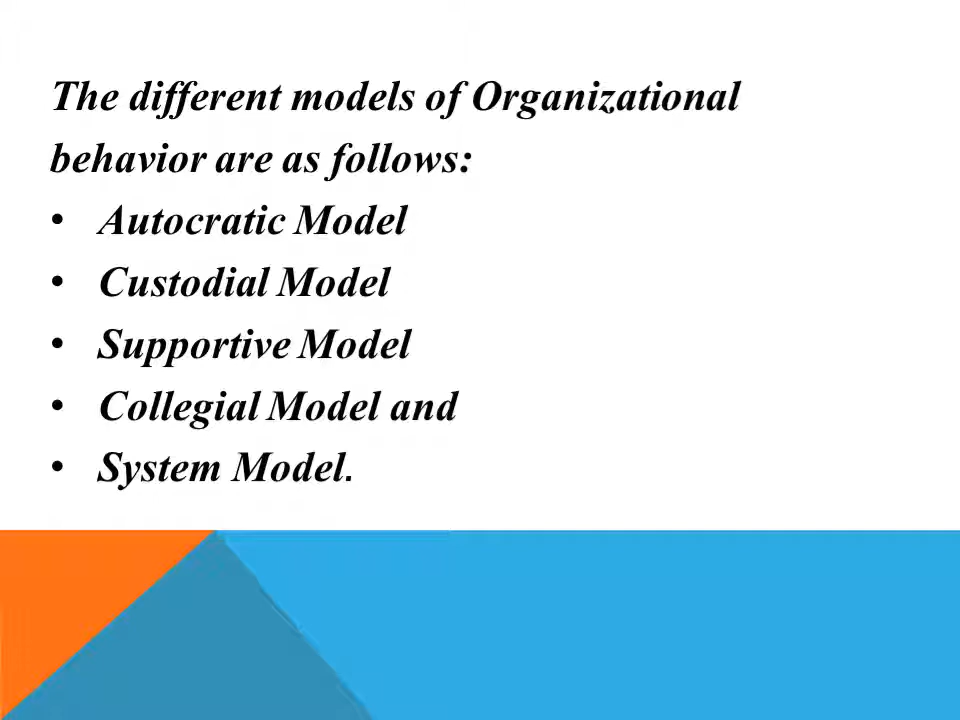 The different models of Organizational
behavior are as follows:
• Autocratic Model
• Custodial Model
• Supportive Model
• Collegial Model and
• System Model.